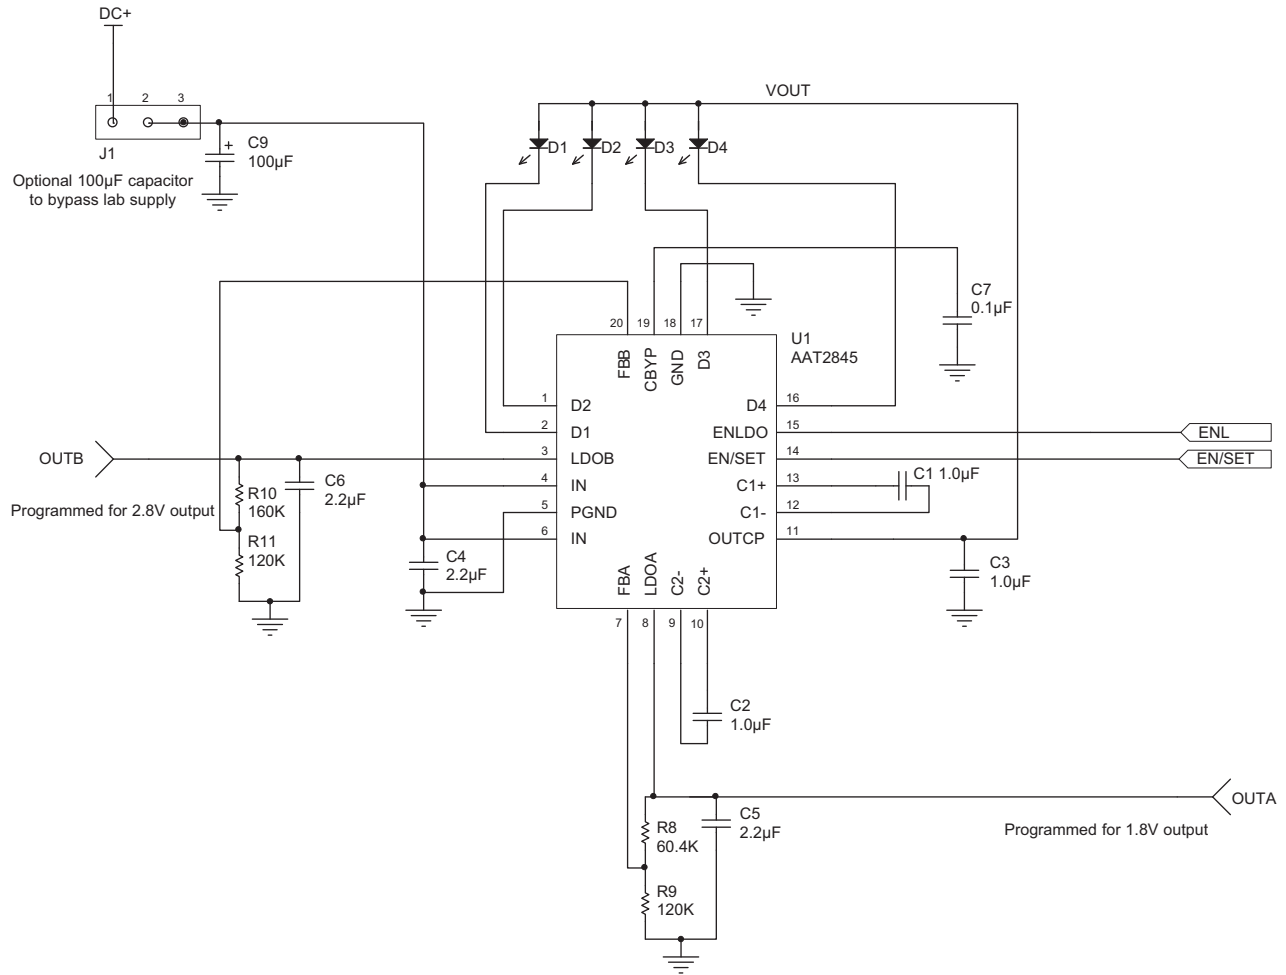 DC+
1 2 3
J1
C9
+
100µF
Optional 100µF capacitor
to bypass lab supply
VOUT
D1 D2 D3 D4
C7
0.1µF
U1
AAT2845
20 19 18 17
FBB CBYP GND D3
1 D2
2 D1
3 LDOB
4 IN
5 PGND
6 IN
D4 16
ENLDO 15
EN/SET 14
C1+ 13
C1- 12
OUTCP 11
ENL
EN/SET
C1 1.0µF
OUTB
Programmed for 2.8V output
R10
160K
R11
120K
C6
2.2µF
C4
2.2µF
C3
1.0µF
FBA LDOA C2- C2+
7 8 9 10
C2
1.0µF
R8
60.4K
R9
120K
C5
2.2µF
OUTA
Programmed for 1.8V output